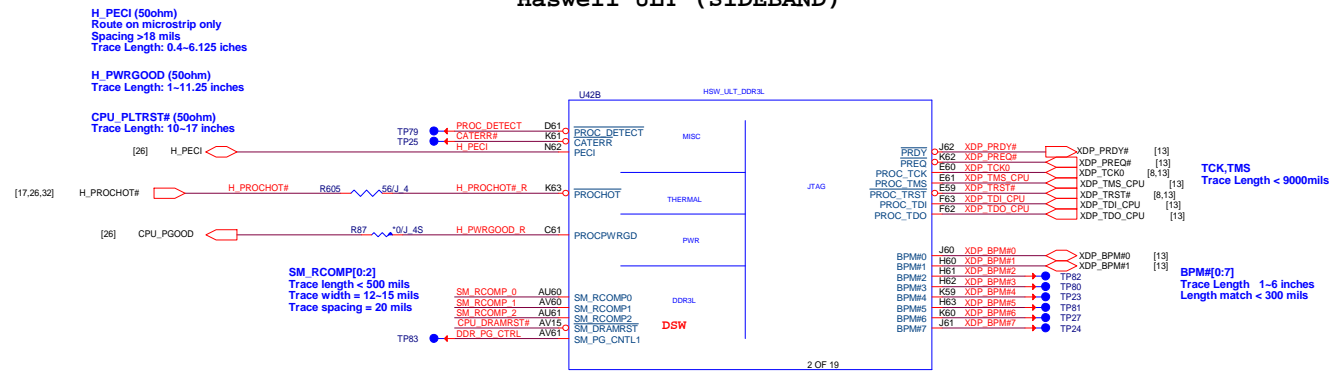 Haswell ULT (SIDEBAND)
H_PECI (50ohm)
Route on microstrip only
Spacing >18 mils
Trace Length: 0.4~6.125 iches
H_PWRGOOD (50ohm)
Trace Length: 1~11.25 inches
CPU_PLTRST# (50ohm)
Trace Length: 10~17 inches
U42B HSW_ULT_DDR3L
TP79 PROC_DETECT D61 PROC_DETECT MISC
TP25 CATERR# K61 CATERR
[26] H_PECI H_PECI N62 PECI
PRDY J62 XDP_PRDY# XDP_PRDY# [13]
PREQ K62 XDP_PREQ# XDP_PREQ# [13]
PROC_TCK E60 XDP_TCK0 XDP_TCK0 [8,13]
PROC_TMS E61 XDP_TMS_CPU XDP_TMS_CPU [13]
PROC_TRST E59 XDP_TRST# XDP_TRST# [8,13]
PROC_TDI F63 XDP_TDI_CPU XDP_TDI_CPU [13]
PROC_TDO F62 XDP_TDO_CPU XDP_TDO_CPU [13]
JTAG
TCK,TMS
Trace Length < 9000mils
[17,26,32] H_PROCHOT# H_PROCHOT# R605 56/J_4 H_PROCHOT#_R K63 PROCHOT
THERMAL
[26] CPU_PGOOD R87 *0/J_4S H_PWRGOOD_R C61 PROCPWRGD
PWR
BPM#0 J60 XDP_BPM#0 XDP_BPM#0 [13]
BPM#1 H60 XDP_BPM#1 XDP_BPM#1 [13]
BPM#2 H61 XDP_BPM#2 TP82
BPM#3 H62 XDP_BPM#3 TP80
BPM#4 K59 XDP_BPM#4 TP23
BPM#5 H63 XDP_BPM#5 TP81
BPM#6 K60 XDP_BPM#6 TP27
BPM#7 J61 XDP_BPM#7 TP24
BPM#[0:7]
Trace Length 1~6 inches
Length match < 300 mils
SM_RCOMP[0:2]
Trace length < 500 mils
Trace width = 12~15 mils
Trace spacing = 20 mils
SM_RCOMP_0 AU60 SM_RCOMP0
SM_RCOMP_1 AV60 SM_RCOMP1
SM_RCOMP_2 AU61 SM_RCOMP2
CPU_DRAMRST# AV15 SM_DRAMRST
TP83 DDR_PG_CTRL AV61 SM_PG_CNTL1
DDR3L
DSW
2 OF 19